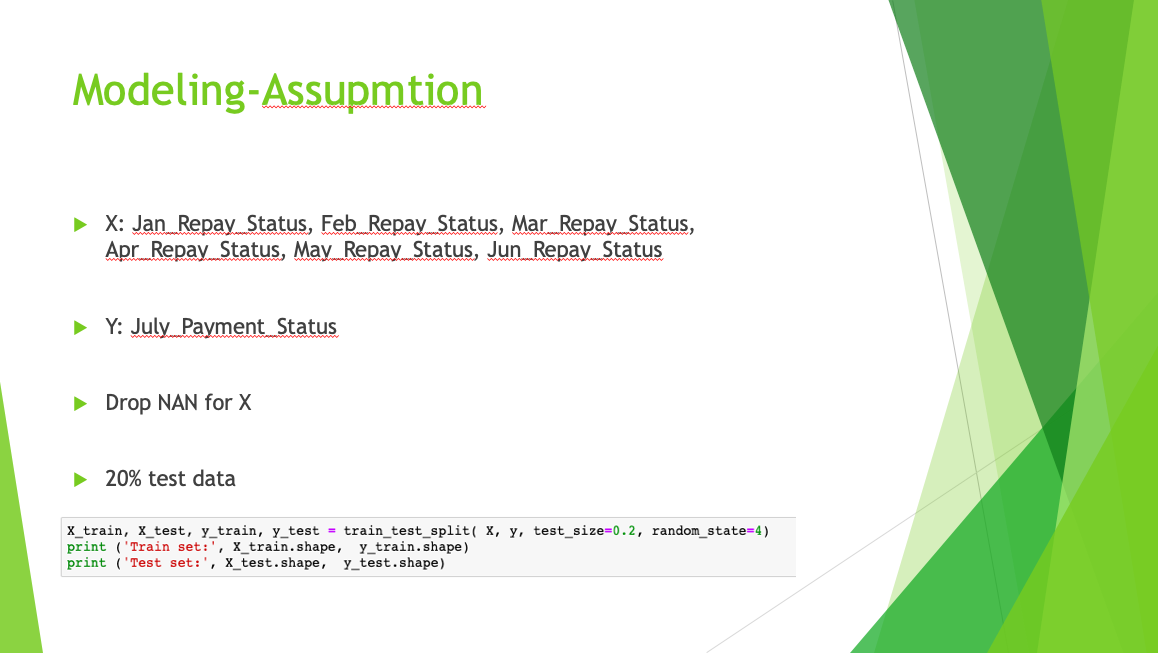 Modeling-Assupmtion
X: Jan_Repay_Status, Feb_Repay_Status, Mar_Repay_Status,
Apr_Repay_Status, May_Repay_Status, Jun_Repay_Status
Y: July_Payment_Status
Drop NAN for X
20% test data
X_train, X_test, y_train, y_test = train_test_split( X, y, test_size=0.2, random_state=4)
print ('Train set:', X_train.shape,  y_train.shape)
print ('Test set:', X_test.shape,  y_test.shape)